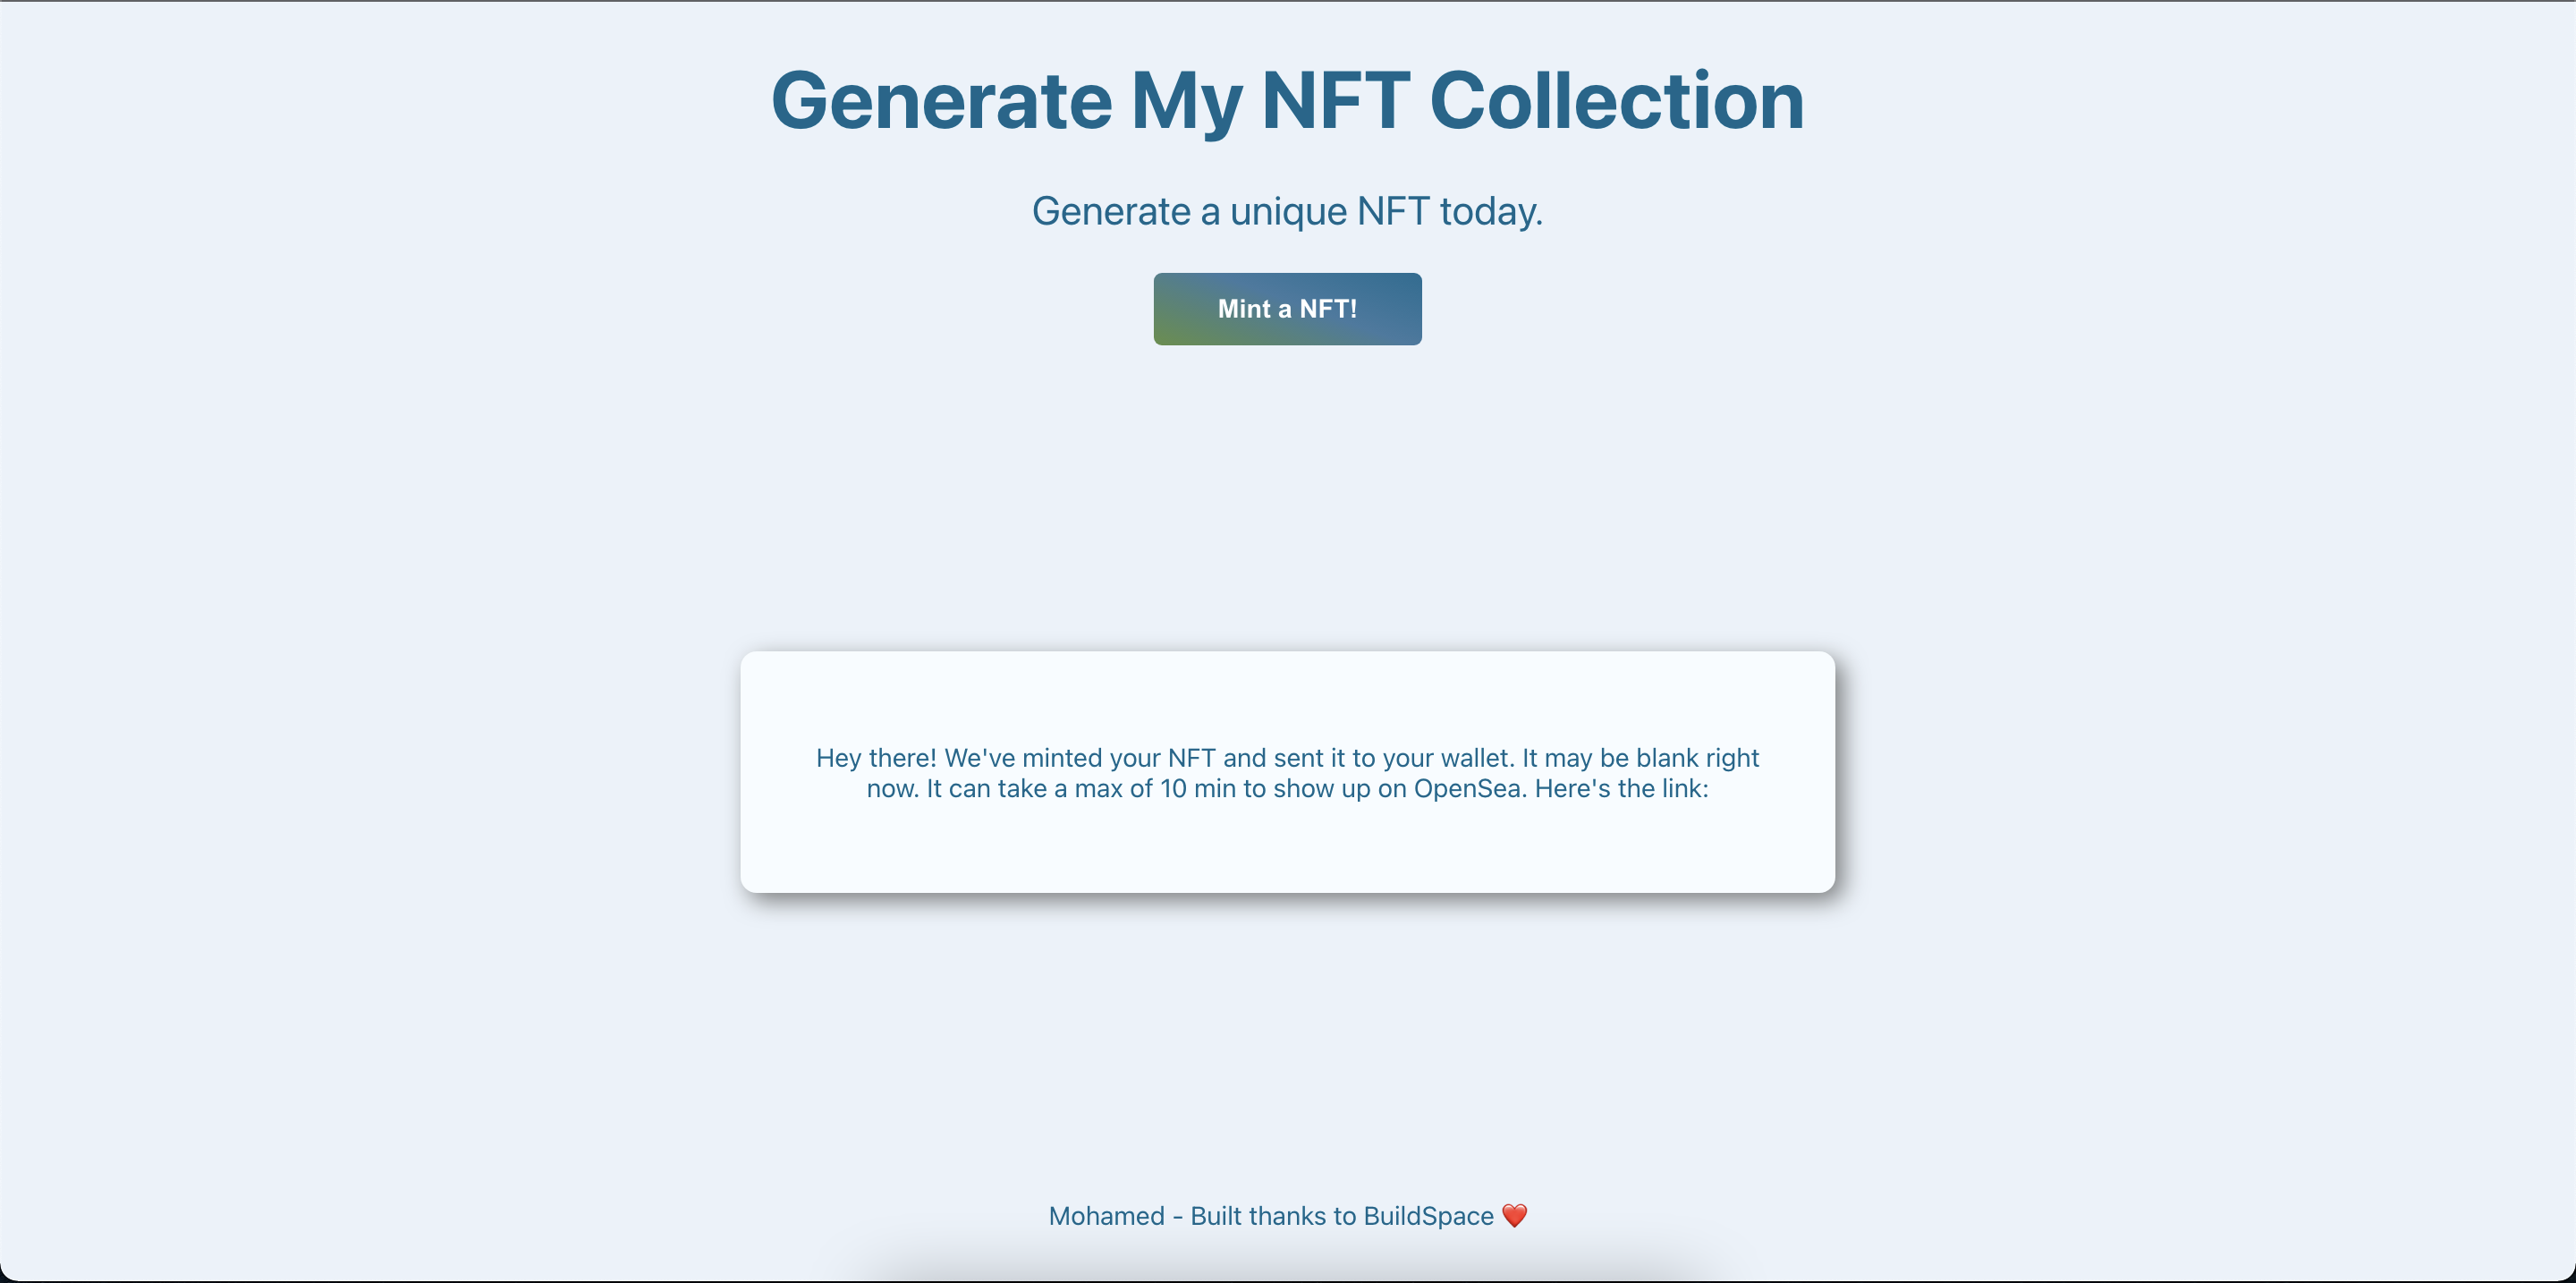 Generate My NFT Collection
Generate a unique NFT today.
Mint a NFT!
Hey there! We've minted your NFT and sent it to your wallet. It may be blank right
now. It can take a max of 10 min to show up on OpenSea. Here's the link:
Mohamed - Built thanks to BuildSpace ❤️